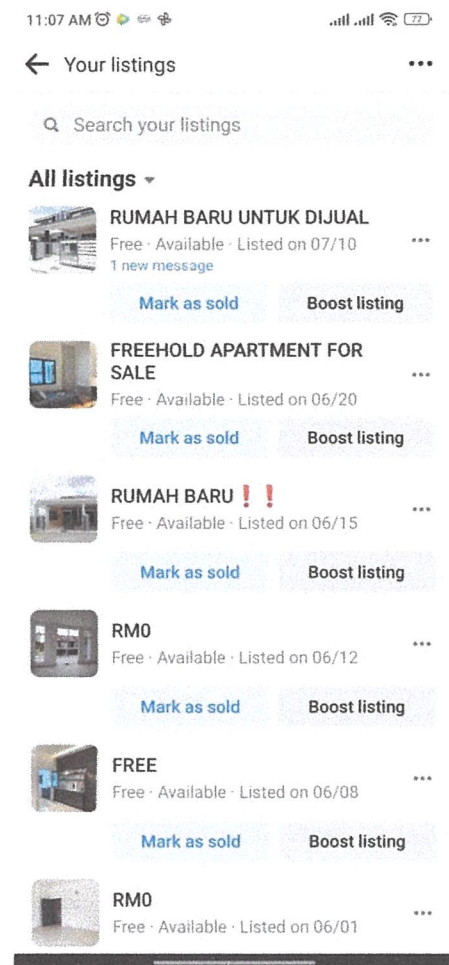 11:07 AM
77
Your listings
Search your listings
All listings
RUMAH BARU UNTUK DIJUAL
Free · Available · Listed on 07/10
1 new message
Mark as sold Boost listing
FREEHOLD APARTMENT FOR
SALE
Free · Available · Listed on 06/20
Mark as sold Boost listing
RUMAH BARU❗❗
Free · Available · Listed on 06/15
Mark as sold Boost listing
RM0
Free · Available · Listed on 06/12
Mark as sold Boost listing
FREE
Free · Available · Listed on 06/08
Mark as sold Boost listing
RM0
Free · Available · Listed on 06/01